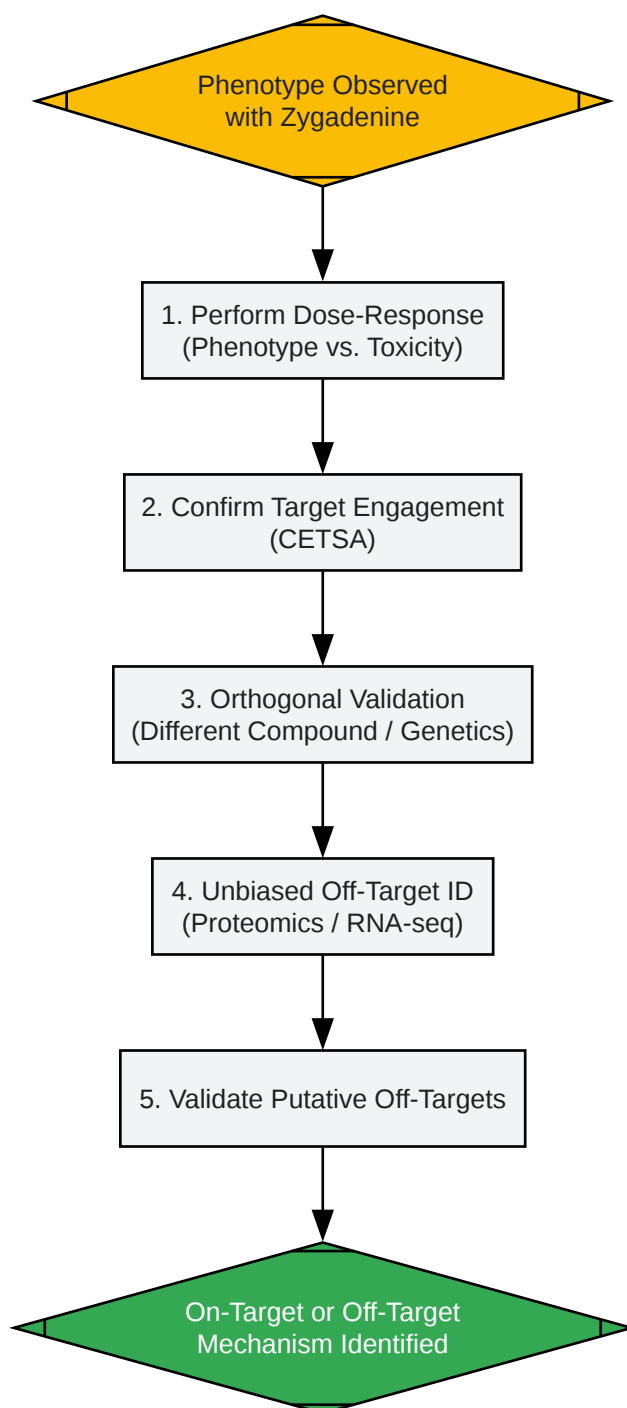 Phenotype Observed
with Zygadenine
1. Perform Dose-Response
(Phenotype vs. Toxicity)
2. Confirm Target Engagement
(CETSA)
3. Orthogonal Validation
(Different Compound / Genetics)
4. Unbiased Off-Target ID
(Proteomics / RNA-seq)
5. Validate Putative Off-Targets
On-Target or Off-Target
Mechanism Identified